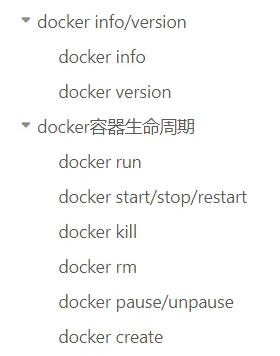 docker info/version
docker info
docker version
docker容器生命周期
docker run
docker start/stop/restart
docker kill
docker rm
docker pause/unpause
docker create